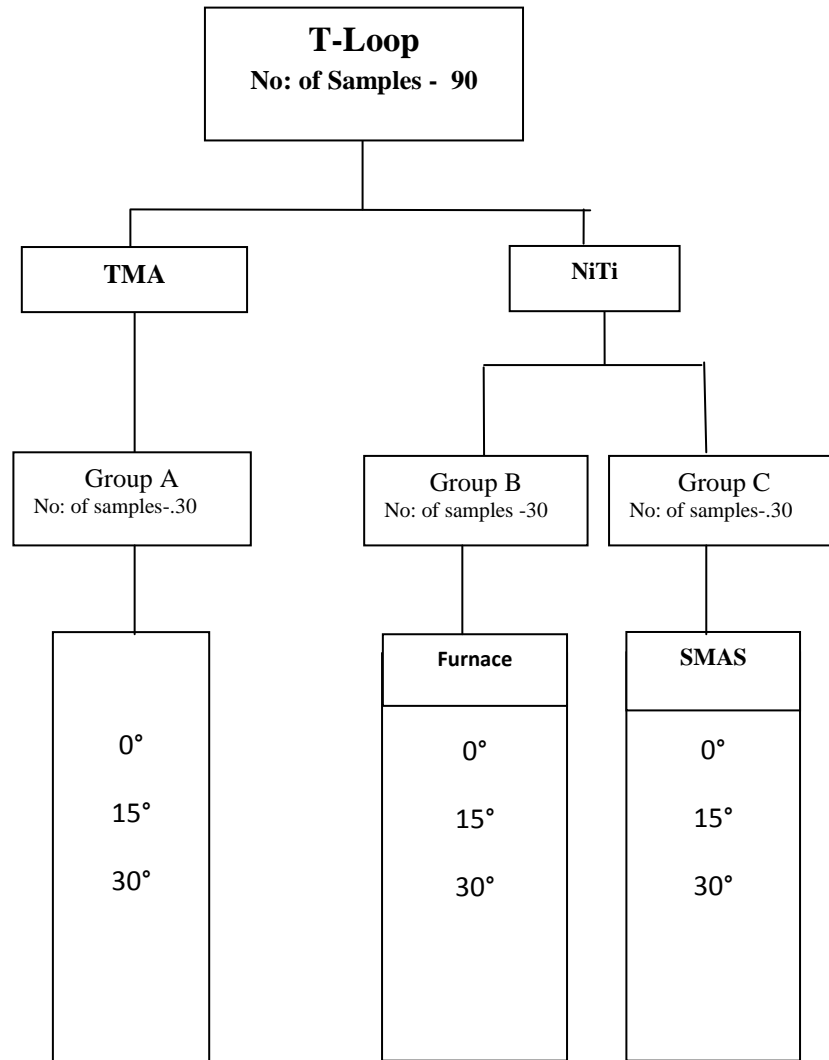 T-Loop
No: of Samples - 90
TMA
NiTi
Group A
No: of samples-.30
Group B
No: of samples -30
Group C
No: of samples-.30
Furnace
SMAS
0°
15°
30°
0°
15°
30°
0°
15°
30°